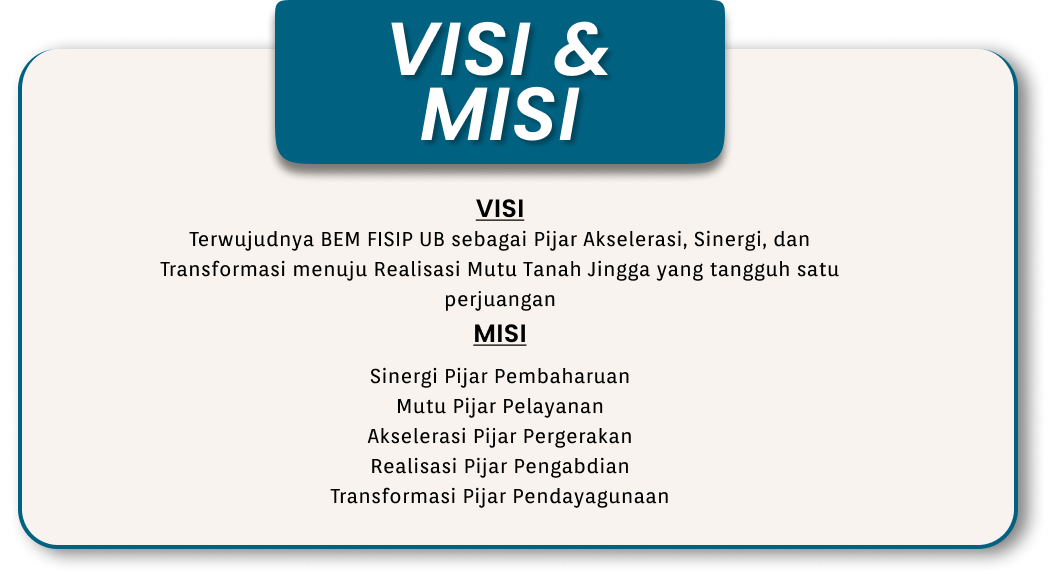 VISI &
MISI
VISI
Terwujudnya BEM FISIP UB sebagai Pijar Akselerasi, Sinergi, dan
Transformasi menuju Realisasi Mutu Tanah Jingga yang tangguh satu
perjuangan
MISI
Sinergi Pijar Pembaharuan
Mutu Pijar Pelayanan
Akselerasi Pijar Pergerakan
Realisasi Pijar Pengabdian
Transformasi Pijar Pendayagunaan